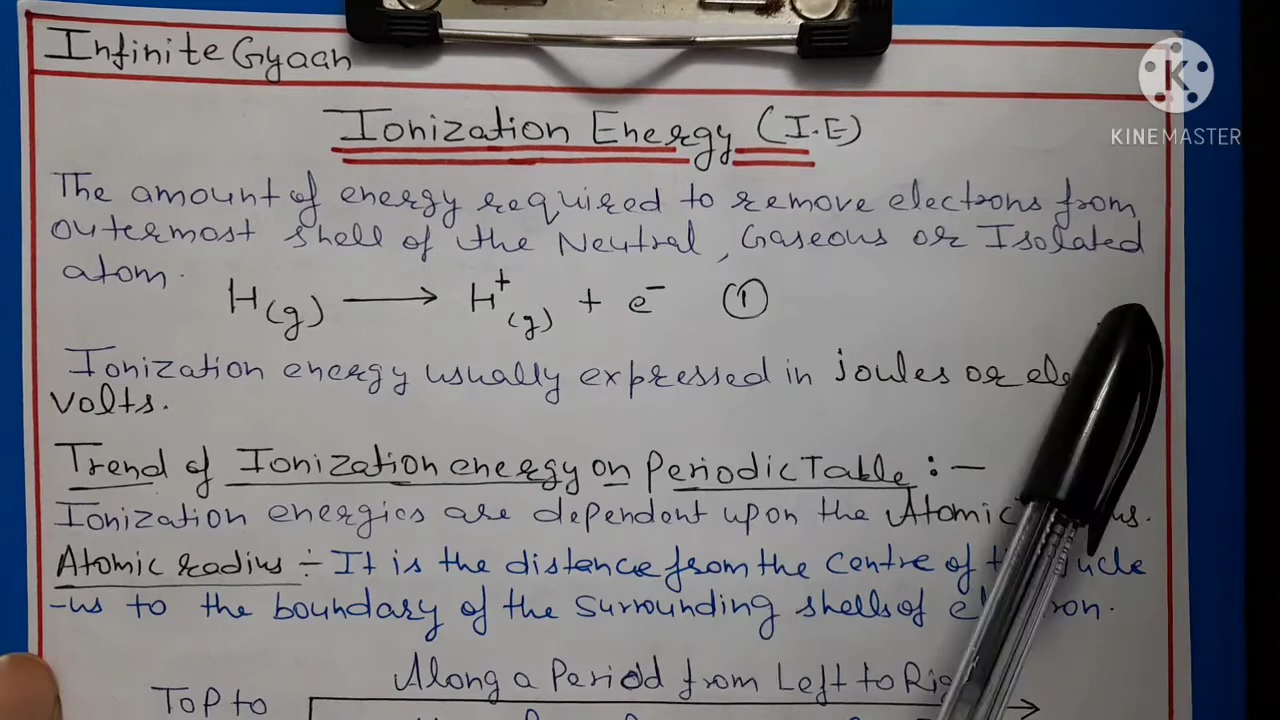 Infinite Gyaan
KINEMASTER
Ionization Energy (I.E)
The amount of energy required to remove electrons from
outermost shell of the Neutral, Gaseous or Isolated
atom.
H(g) ⟶ H⁺(g) + e⁻ ①
Ionization energy usually expressed in joules or
volts.
Trend of Ionization energy on Periodic Table :-
Ionization energies are dependent upon the Atomic
Atomic radius :- It is the distance from the centre of
-us to the boundary of the surrounding shells of
Along a Period from Left to
Top to